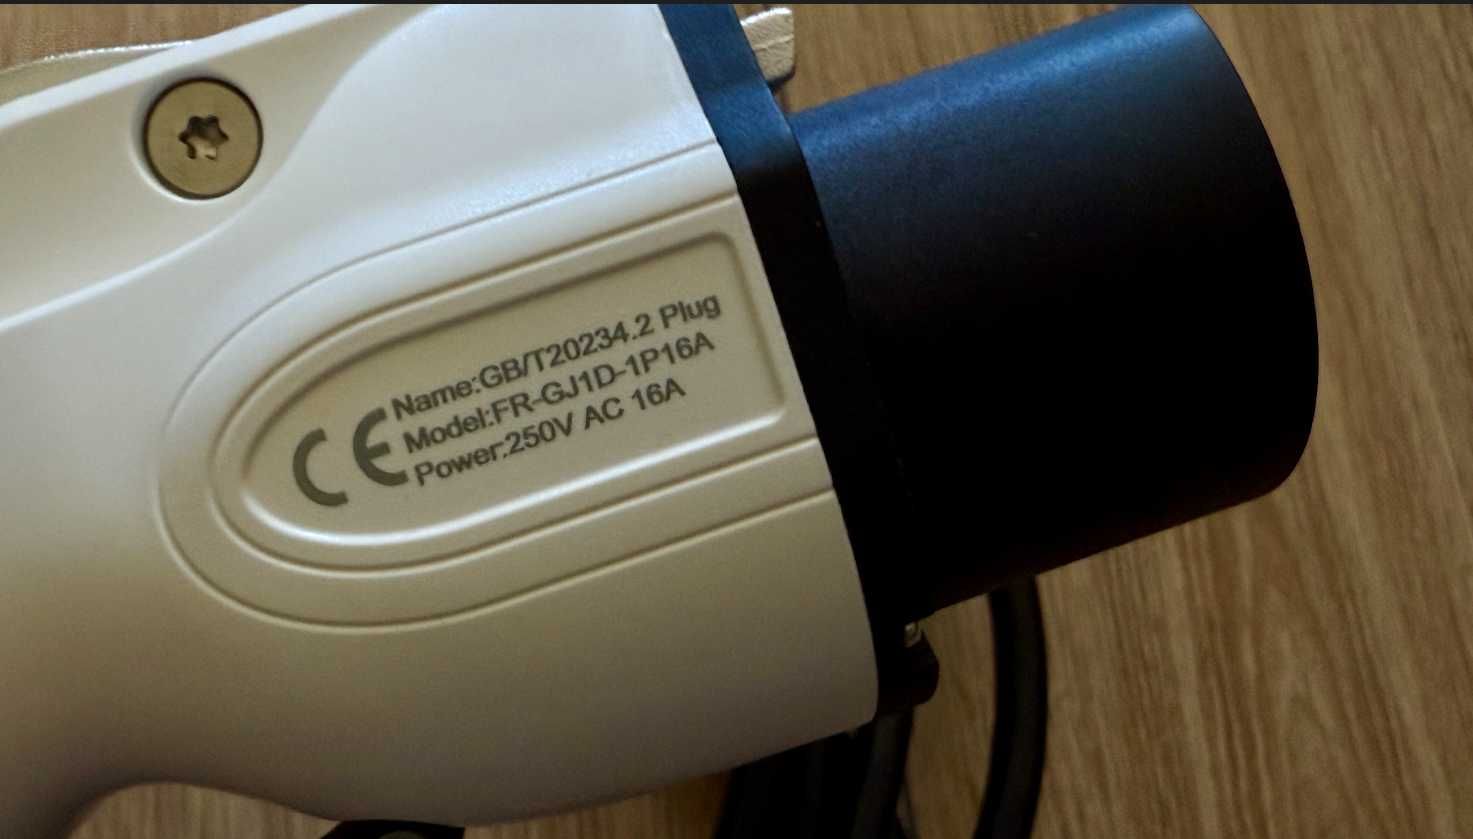 CE
Name:GB/T20234.2 Plug
Model:FR-GJ1D-1P16A
Power:250V AC 16A